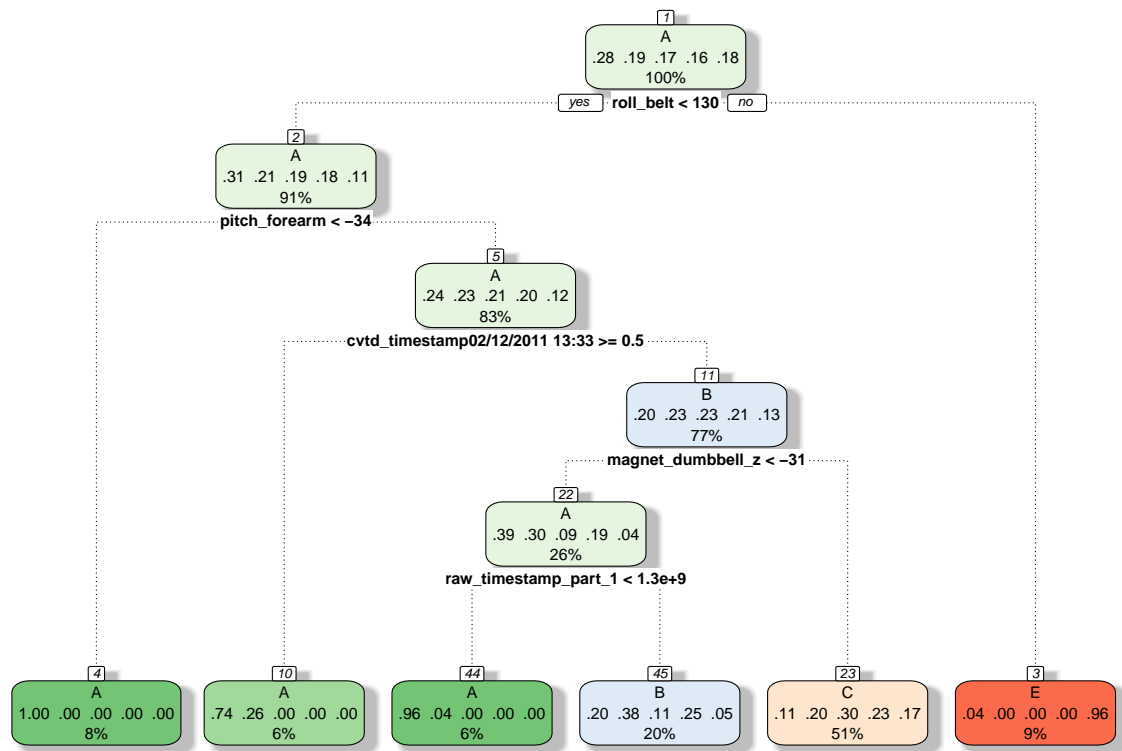 1
A
.28 .19 .17 .16 .18
100%
yes roll_belt < 130 no
2
A
.31 .21 .19 .18 .11
91%
pitch_forearm < −34
5
A
.24 .23 .21 .20 .12
83%
cvtd_timestamp02/12/2011 13:33 >= 0.5
11
B
.20 .23 .23 .21 .13
77%
magnet_dumbbell_z < −31
22
A
.39 .30 .09 .19 .04
26%
raw_timestamp_part_1 < 1.3e+9
4
A
1.00 .00 .00 .00 .00
8%
10
A
.74 .26 .00 .00 .00
6%
44
A
.96 .04 .00 .00 .00
6%
45
B
.20 .38 .11 .25 .05
20%
23
C
.11 .20 .30 .23 .17
51%
3
E
.04 .00 .00 .00 .96
9%